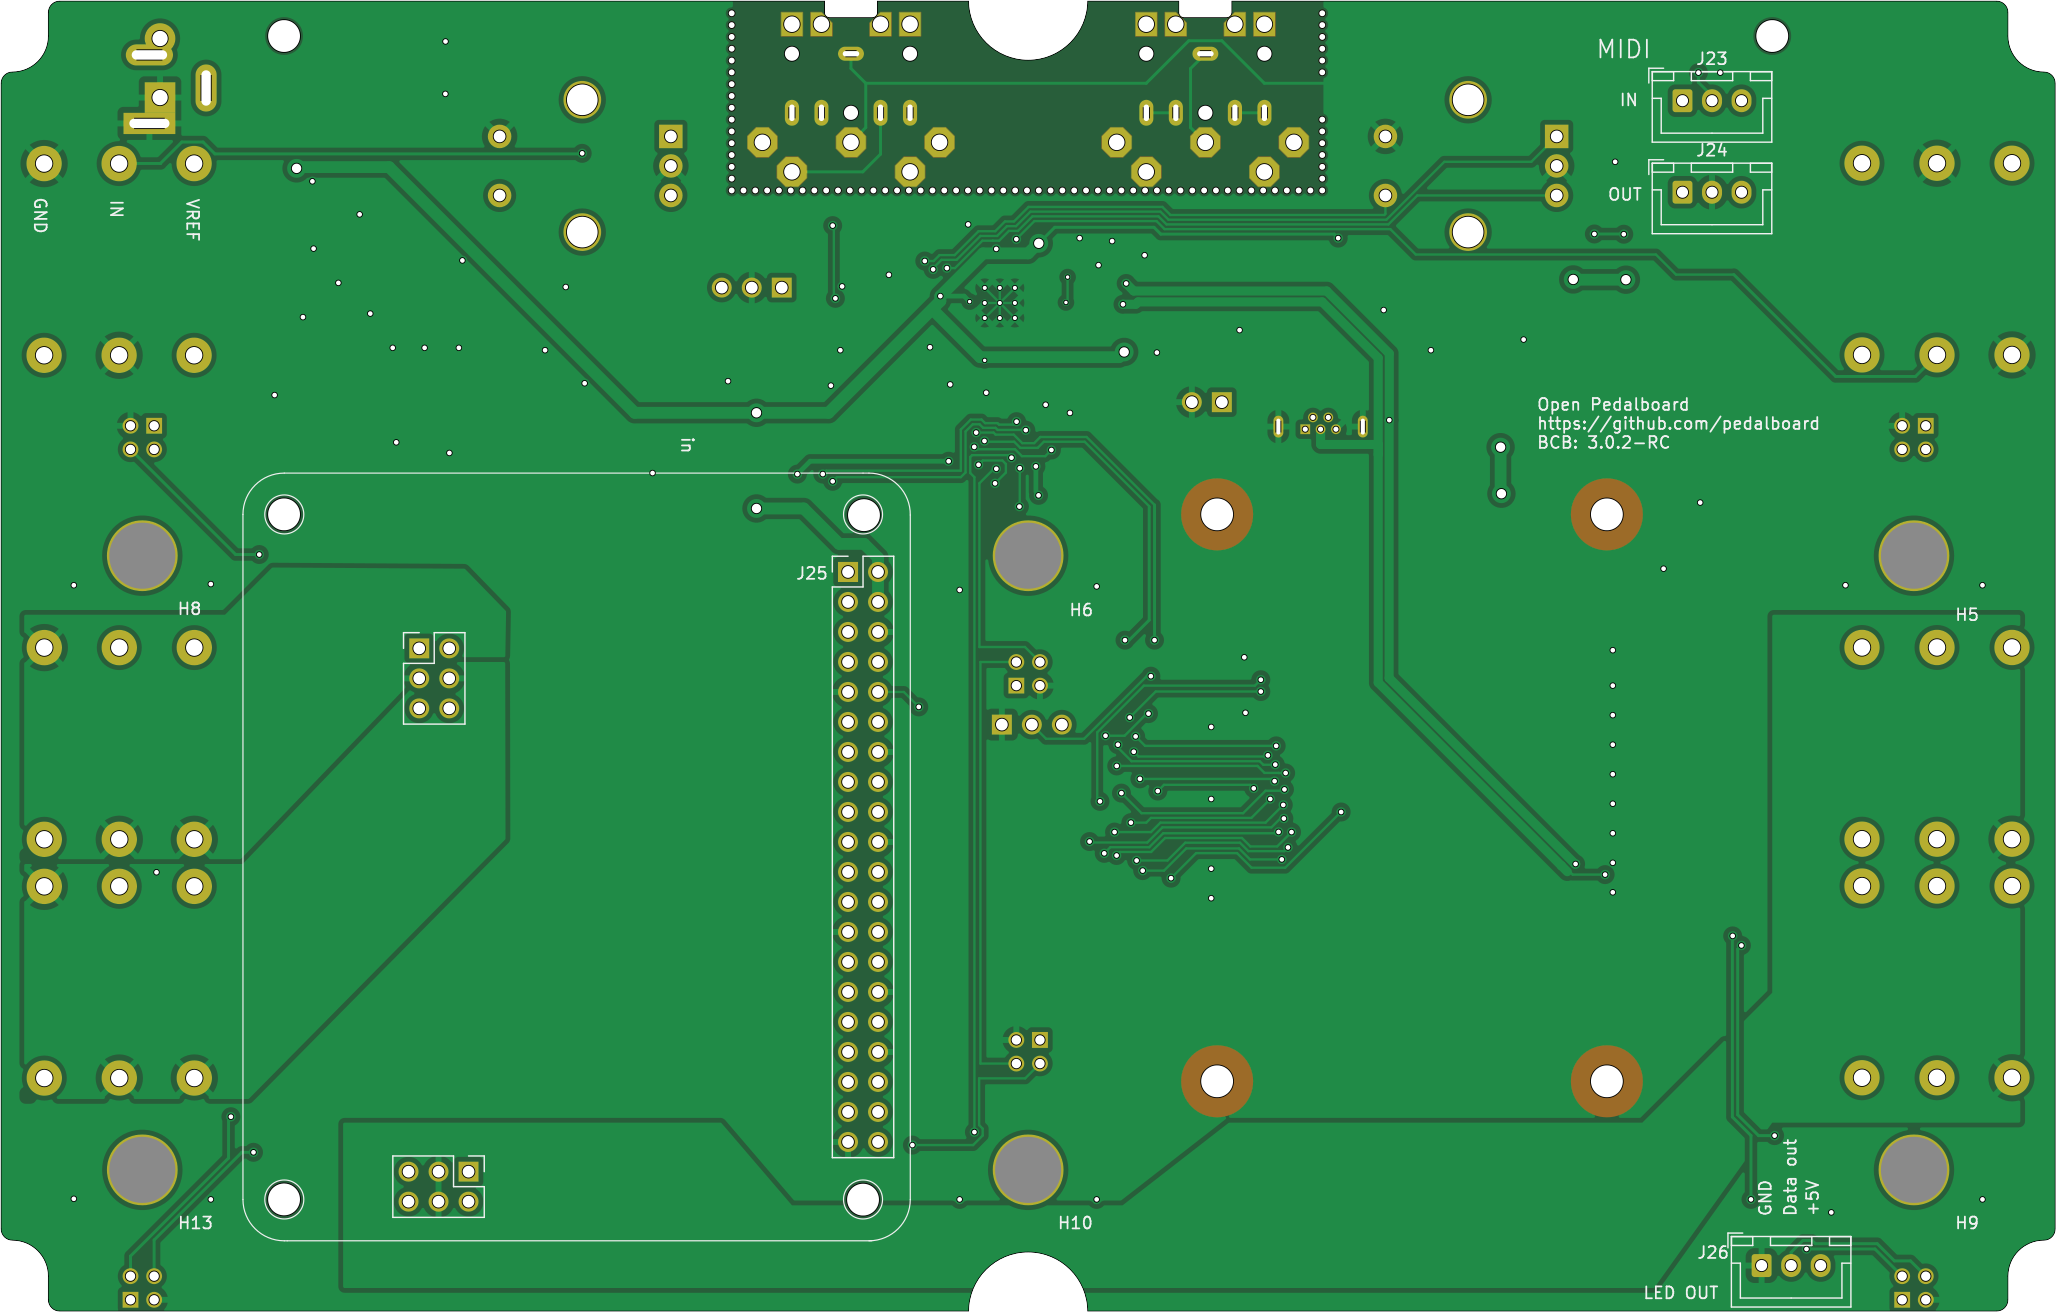 MIDI
J23
IN
J24
OUT
GND
IN
VREF
Open Pedalboard
https://github.com/pedalboard
BCB: 3.0.2-RC
in
J25
H8
H6
H5
GND
Data out
+5V
H13
H10
H9
J26
LED OUT